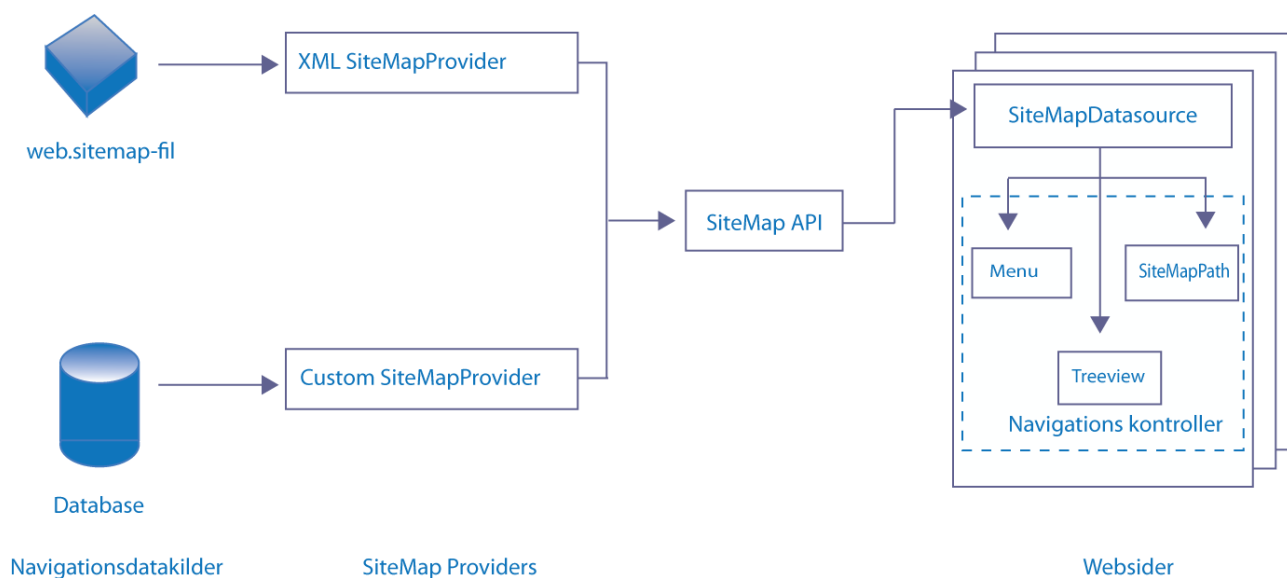 XML SiteMapProvider
web.sitemap-fil
SiteMapDatasource
SiteMap API
Menu
SiteMapPath
Custom SiteMapProvider
Treeview
Navigations kontroller
Database
Navigationsdatakilder
SiteMap Providers
Websider